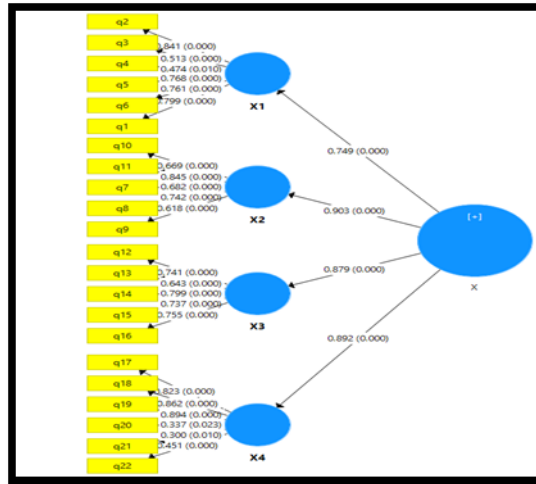 q2
q3
q4
q5
q6
q1
0.841 (0.000)
0.513 (0.000)
0.474 (0.010)
0.768 (0.000)
0.761 (0.000)
0.799 (0.000)
X1
q10
q11
q7
q8
q9
0.669 (0.000)
0.845 (0.000)
0.682 (0.000)
0.742 (0.000)
0.618 (0.000)
X2
q12
q13
q14
q15
q16
0.741 (0.000)
0.643 (0.000)
0.799 (0.000)
0.737 (0.000)
0.755 (0.000)
X3
q17
q18
q19
q20
q21
q22
0.823 (0.000)
0.862 (0.000)
0.894 (0.000)
0.337 (0.023)
0.300 (0.010)
0.451 (0.000)
X4
0.749 (0.000)
0.903 (0.000)
0.879 (0.000)
0.892 (0.000)
[+]
X